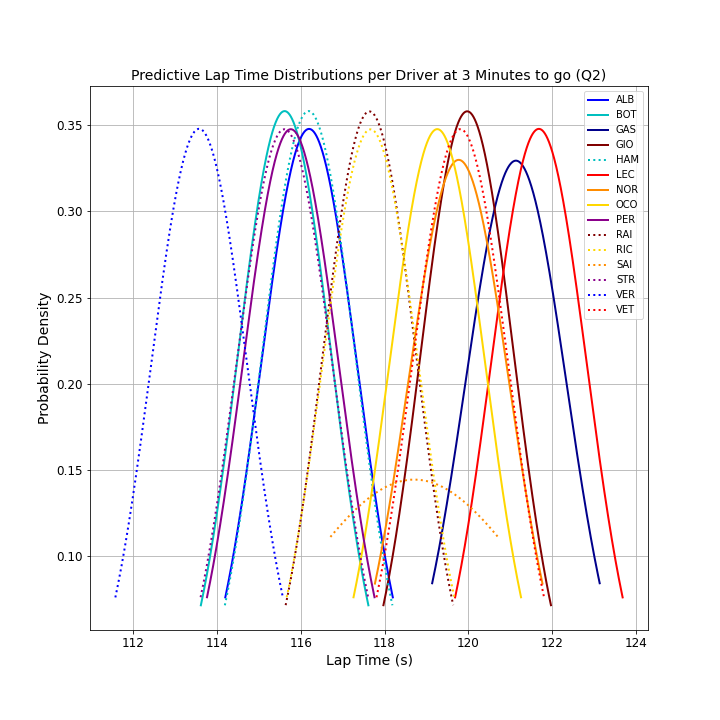 Predictive Lap Time Distributions per Driver at 3 Minutes to go (Q2)
ALB
BOT
GAS
GIO
HAM
LEC
NOR
OCO
PER
RAI
RIC
SAI
STR
VER
VET
0.35
0.30
0.25
0.20
0.15
0.10
Probability Density
112 114 116 118 120 122 124
Lap Time (s)